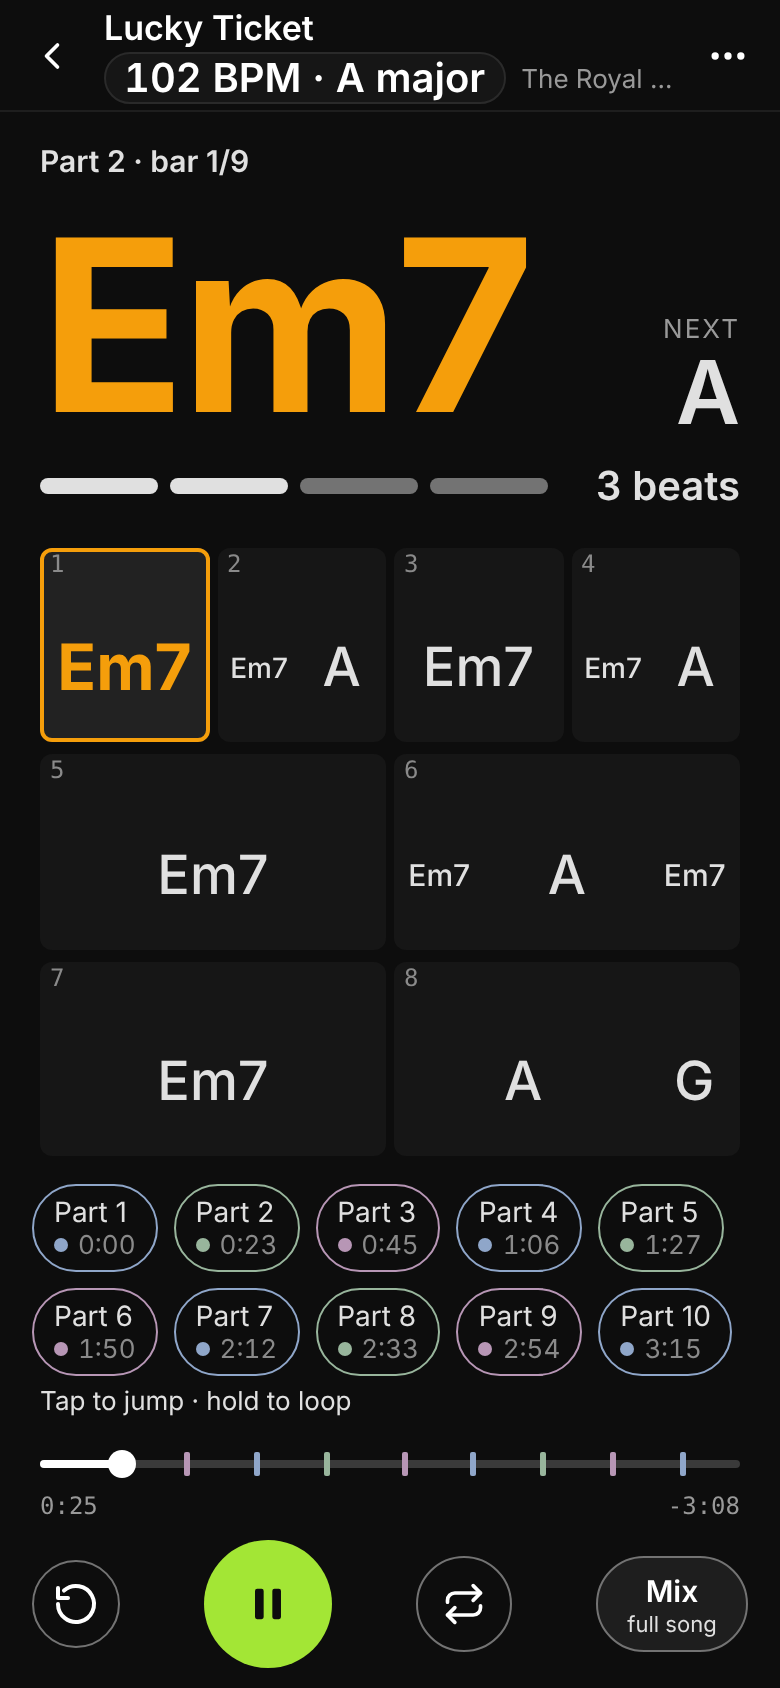 Lucky Ticket
102 BPM · A major
The Royal ...
Part 2 · bar 1/9
Em7
NEXT
A
3 beats
1
Em7
2
Em7 A
3
Em7
4
Em7 A
5
Em7
6
Em7 A Em7
7
Em7
8
A G
Part 1
0:00
Part 2
0:23
Part 3
0:45
Part 4
1:06
Part 5
1:27
Part 6
1:50
Part 7
2:12
Part 8
2:33
Part 9
2:54
Part 10
3:15
Tap to jump · hold to loop
0:25
-3:08
Mix
full song